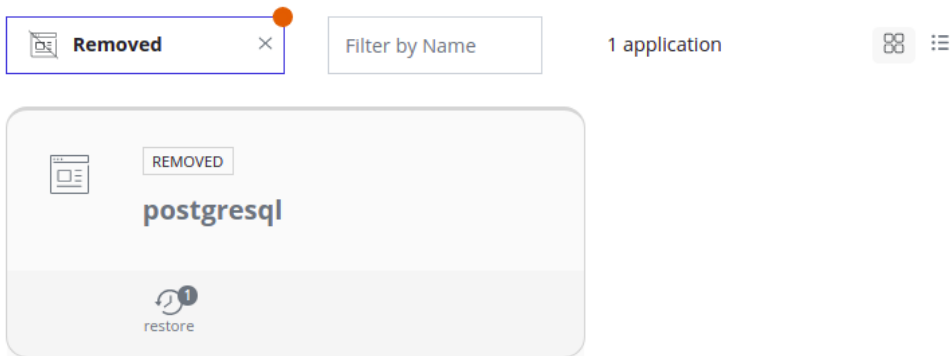 Removed
Filter by Name
1 application
REMOVED
postgresql
1
restore